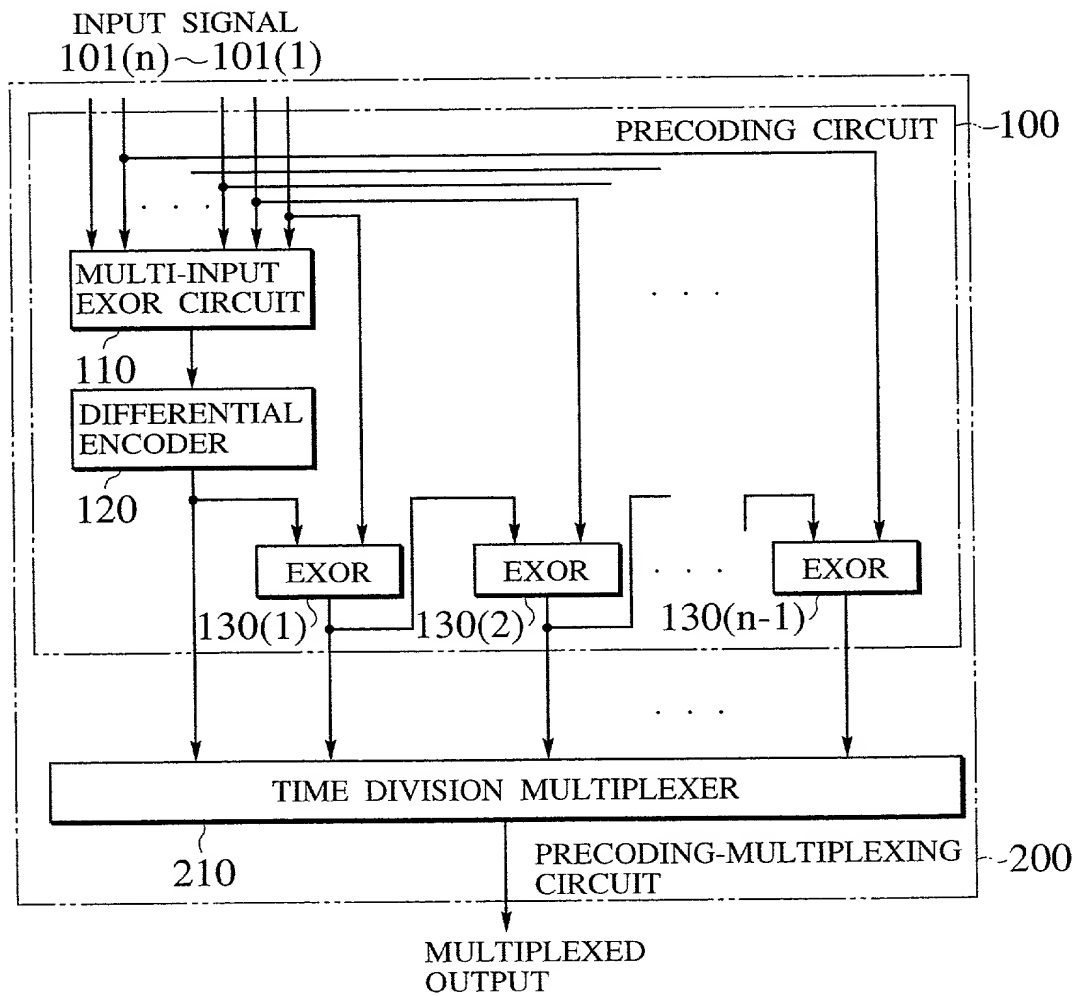 INPUT SIGNAL
101(n)～101(1)
PRECODING CIRCUIT
100
MULTI-INPUT
EXOR CIRCUIT
110
DIFFERENTIAL
ENCODER
120
EXOR
EXOR
EXOR
130(1)
130(2)
130(n-1)
TIME DIVISION MULTIPLEXER
210
PRECODING-MULTIPLEXING
CIRCUIT
200
MULTIPLEXED
OUTPUT